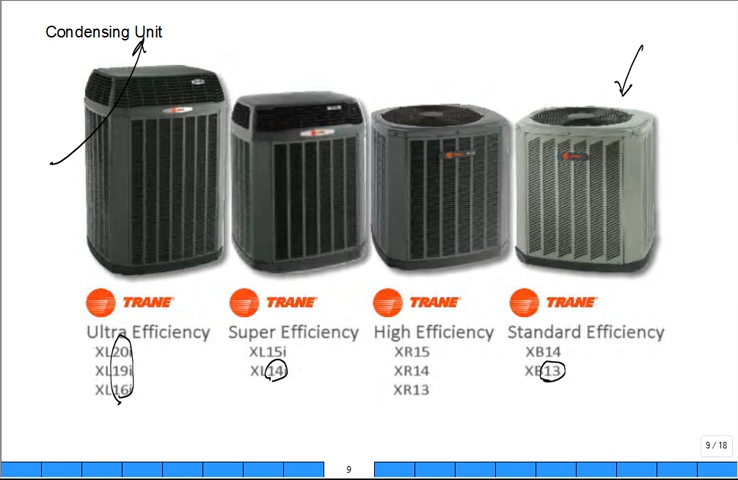 Condensing Unit
TRANE TRANE TRANE TRANE
Ultra Efficiency Super Efficiency High Efficiency Standard Efficiency
XL20i XL15i XR15 XB14
XL19i XL14i XR14 XB13
XL16i XR13
9 / 18
9